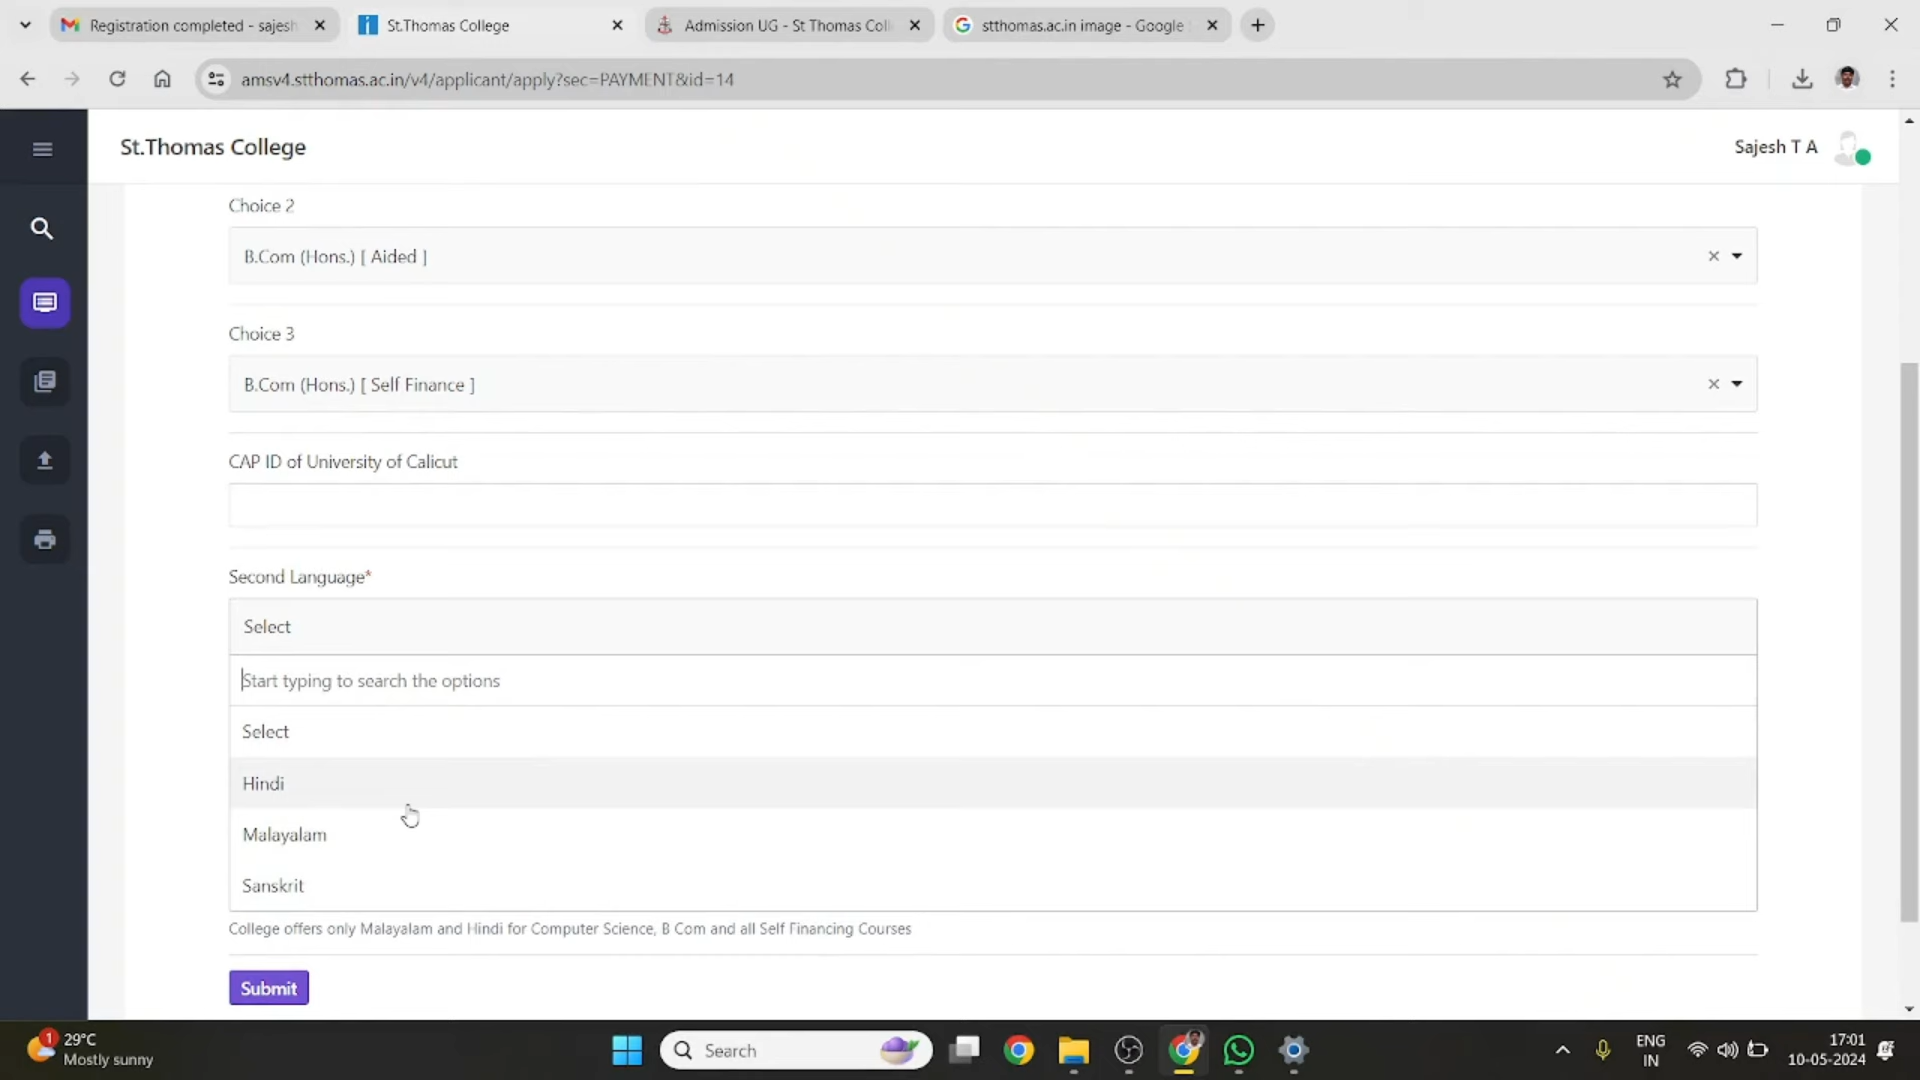 Registration completed - sajesh
St.Thomas College
Admission UG - St Thomas Coll
stthomas.ac.in image - Google
amsv4.stthomas.ac.in/v4/applicant/apply?sec=PAYMENT&id=14
St.Thomas College
Sajesh T A
Choice 2
B.Com (Hons.) [ Aided ]
Choice 3
B.Com (Hons.) [ Self Finance ]
CAP ID of University of Calicut
Second Language*
Select
Start typing to search the options
Select
Hindi
Malayalam
Sanskrit
College offers only Malayalam and Hindi for Computer Science, B Com and all Self Financing Courses
Submit
1
29°C
Mostly sunny
Search
ENG
IN
17:01
10-05-2024